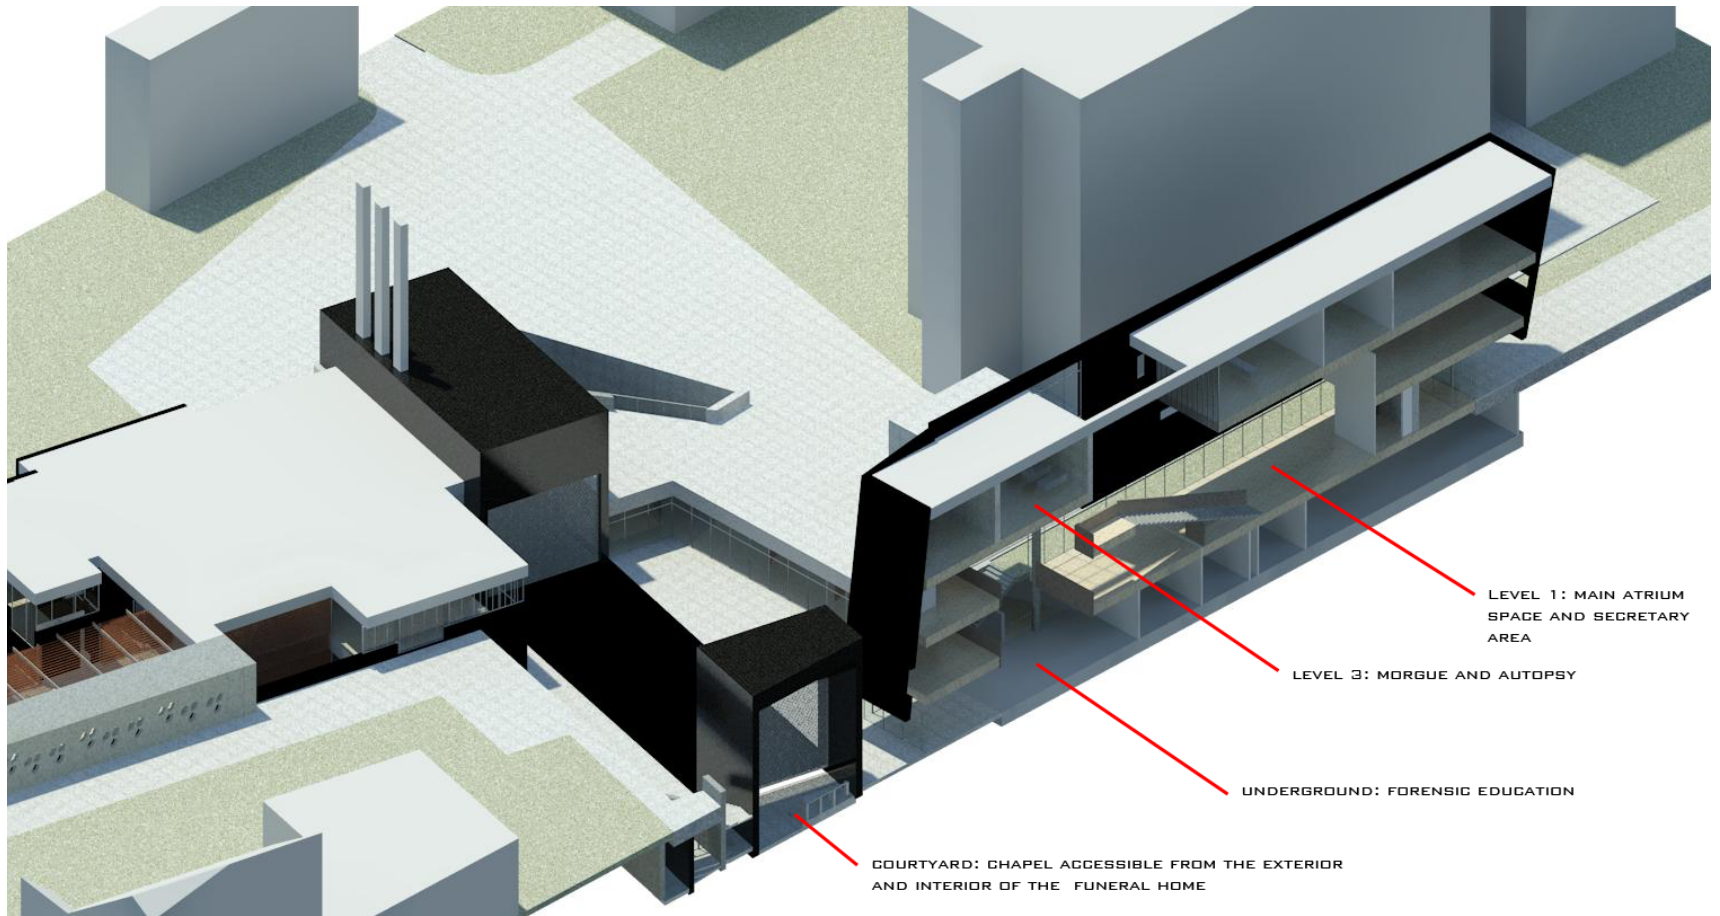 LEVEL 1: MAIN ATRIUM
SPACE AND SECRETARY
AREA
LEVEL 3: MORGUE AND AUTOPSY
UNDERGROUND: FORENSIC EDUCATION
COURTYARD: CHAPEL ACCESSIBLE FROM THE EXTERIOR
AND INTERIOR OF THE FUNERAL HOME